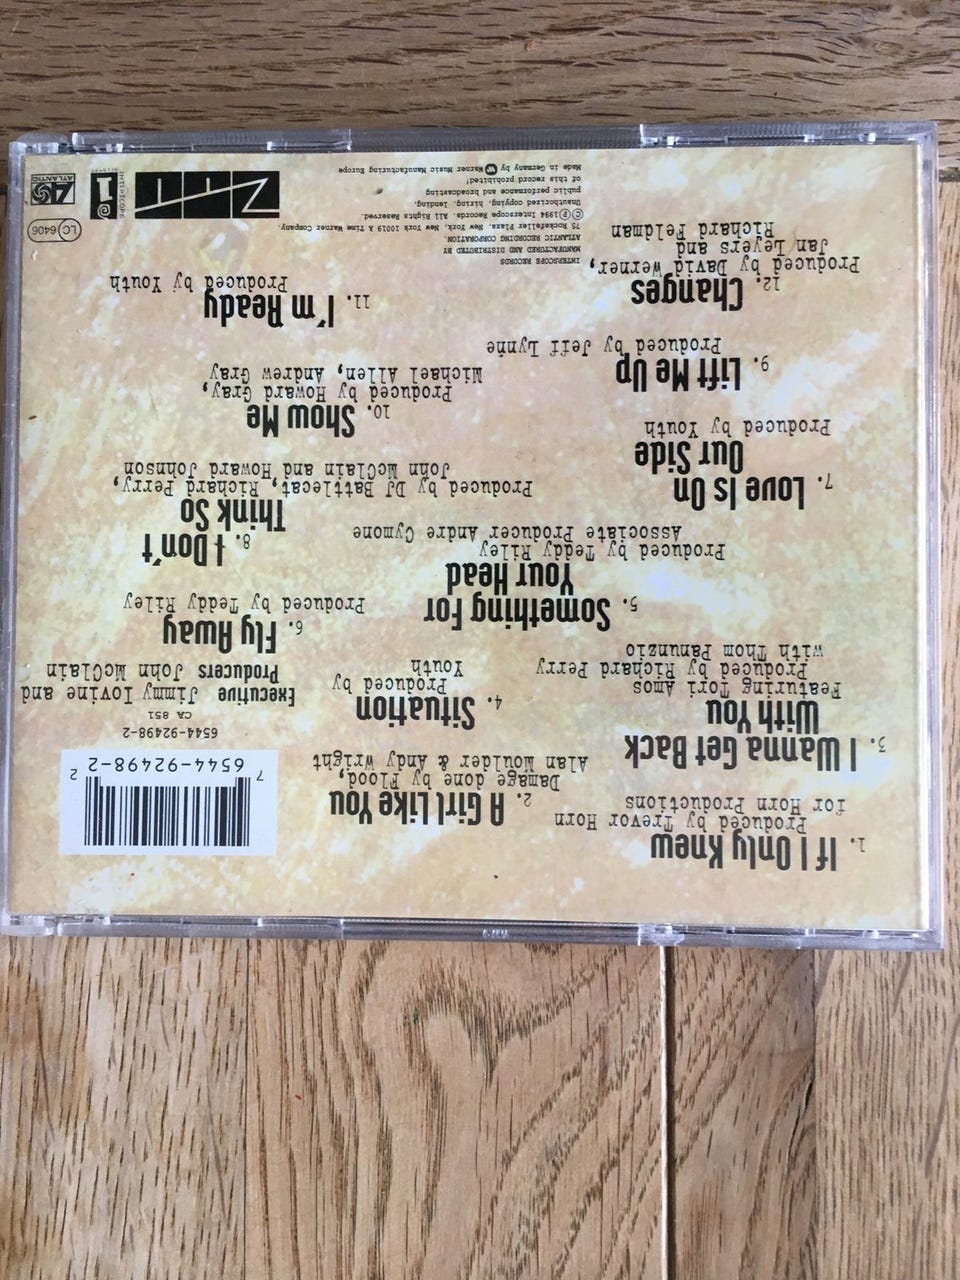 1. If I Only Knew
Produced by Trevor Horn
for Horn Productions
2. A Girl Like You
Damage done by Flood,
Alan Moulder & Andy Wright
7 6544-92498-2 2
6544-92498-2
CA 851
3. I Wanna Get Back
With You
Featuring Tori Amos
Produced by Richard Perry
with Thom Panunzio
4. Situation
Produced by
Youth
Executive Jimmy Iovine and
Producers John McClain
5. Something For
Your Head
Produced by Teddy Riley
Associate Producer Andre Cymone
6. Fly Away
Produced by Teddy Riley
7. Love Is On
Our Side
Produced by Youth
8. I Don't
Think So
Produced by DJ Battlecat, Richard Perry,
John McClain and Howard Johnson
9. Lift Me Up
Produced by Jeff Lynne
10. Show Me
Produced by Howard Gray,
Michael Allen, Andrew Gray
11. I'm Ready
Produced by Youth
12. Changes
Produced by David Werner,
Jan Leyers and
Richard Feldman
INTERSCOPE RECORDS
MANUFACTURED AND DISTRIBUTED BY
ATLANTIC RECORDING CORPORATION,
75 Rockefeller Plaza, New York, New York 10019 A Time Warner Company.
© ℗ 1994 Interscope Records. All Rights Reserved.
Unauthorized copying, hiring, lending,
public performance and broadcasting
of this record prohibited!
Made in Germany by W Warner Music Manufacturing Europe
LC 6406
ZTT
INTERSCOPE
RECORDS
ATLANTIC